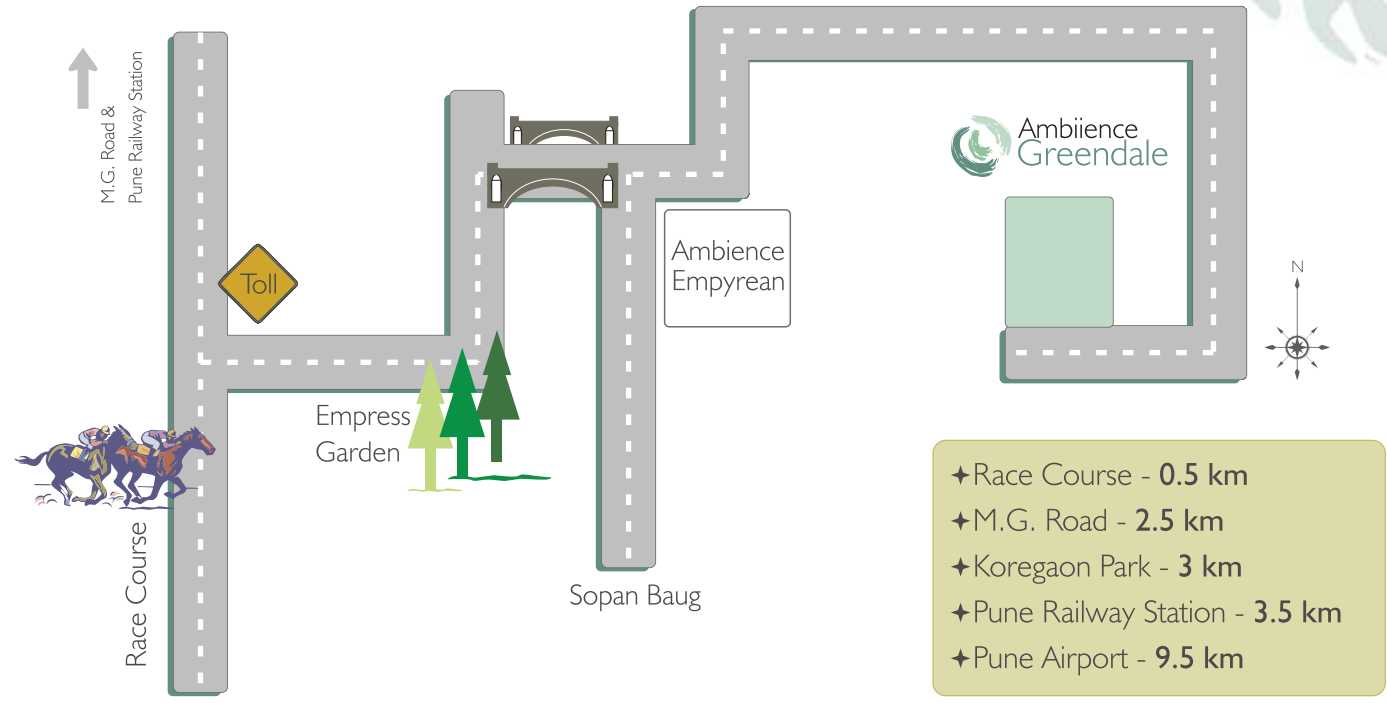 M.G. Road &
Pune Railway Station
Toll
Ambiience
Greendale
Ambience
Empyrean
N
Empress
Garden
Race Course
Sopan Baug
Race Course - 0.5 km
M.G. Road - 2.5 km
Koregaon Park - 3 km
Pune Railway Station - 3.5 km
Pune Airport - 9.5 km